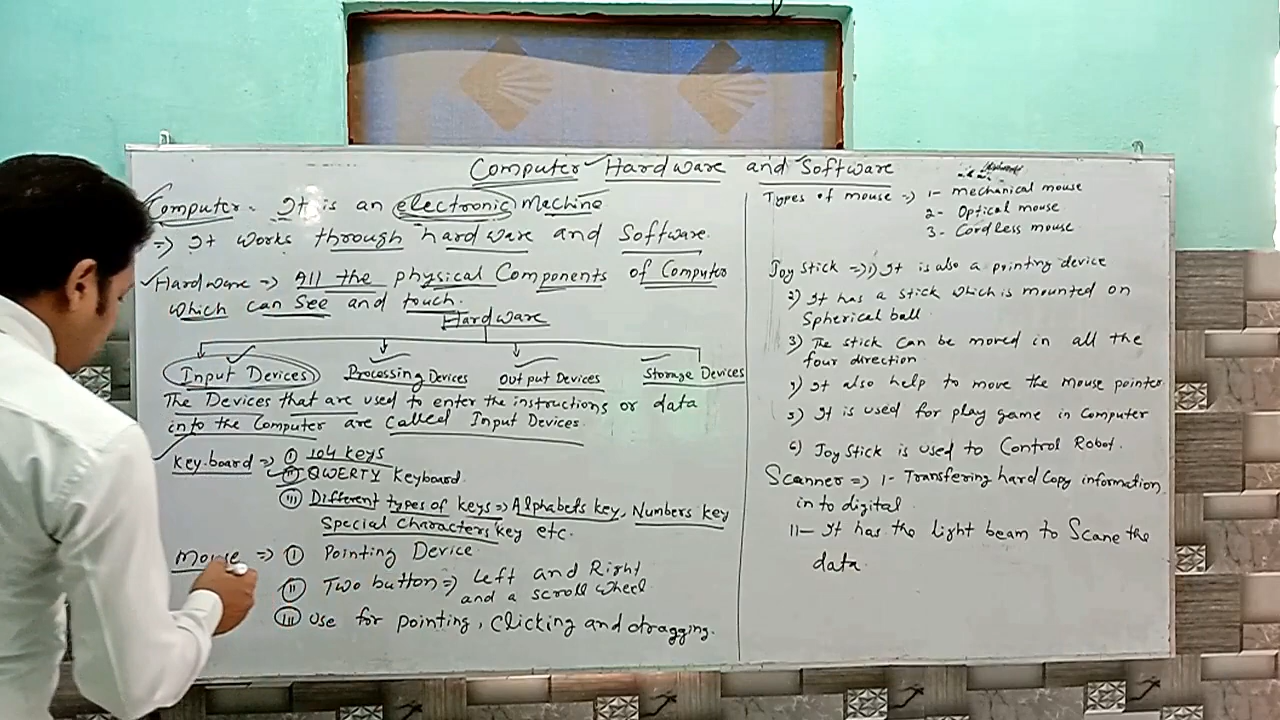 Computer Hardware and Software
Computer - It is an electronic Machine
=> It works through hardware and Software.
Hardware => All the physical Components of Computer
which can See and touch.
Hardware
Input Devices Processing Devices Output Devices Storage Devices
The Devices that are used to enter the instructions or data
into the Computer are Called Input Devices.
Key-board => (I) 104 keys
(II) QWERTY Keyboard.
(III) Different types of keys => Alphabets key, Numbers key
Special Characters key etc.
Mouse => (I) Pointing Device
(II) Two button => Left and Right
and a scroll wheel
(III) Use for pointing, Clicking and dragging.
Types of mouse => 1- mechanical mouse
2- Optical mouse
3- Cordless mouse
Joy Stick => 1) It is also a pointing device
2) It has a stick which is mounted on
Spherical ball
3) The stick can be moved in all the
four direction
4) It also help to move the mouse pointer
5) It is used for play game in Computer
6) JoyStick is used to Control Robot.
Scanner => 1- Transfering hard Copy information
in to digital
11- It has the light beam to Scane the
data